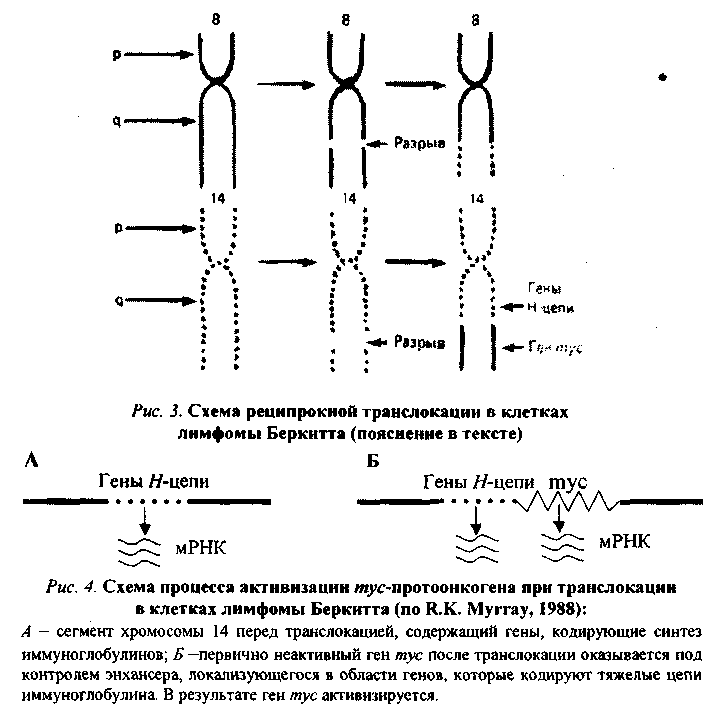 8 8 8
p
q
Разрыв
14 14 14
p
q
Гены
H-цепи
Разрыв
Ген myc
Рис. 3. Схема реципрокной транслокации в клетках
лимфомы Беркитта (пояснение в тексте)
А Б
Гены H-цепи Гены H-цепи myc
мРНК мРНК
Рис. 4. Схема процесса активизации myc-протоонкогена при транслокации
в клетках лимфомы Беркитта (по R.K. Myrray, 1988):
А – сегмент хромосомы 14 перед транслокацией, содержащий гены, кодирующие синтез
иммуноглобулинов; Б –первично неактивный ген myc после транслокации оказывается под
контролем энхансера, локализующегося в области генов, которые кодируют тяжелые цепи
иммуноглобулина. В результате ген myc активизируется.